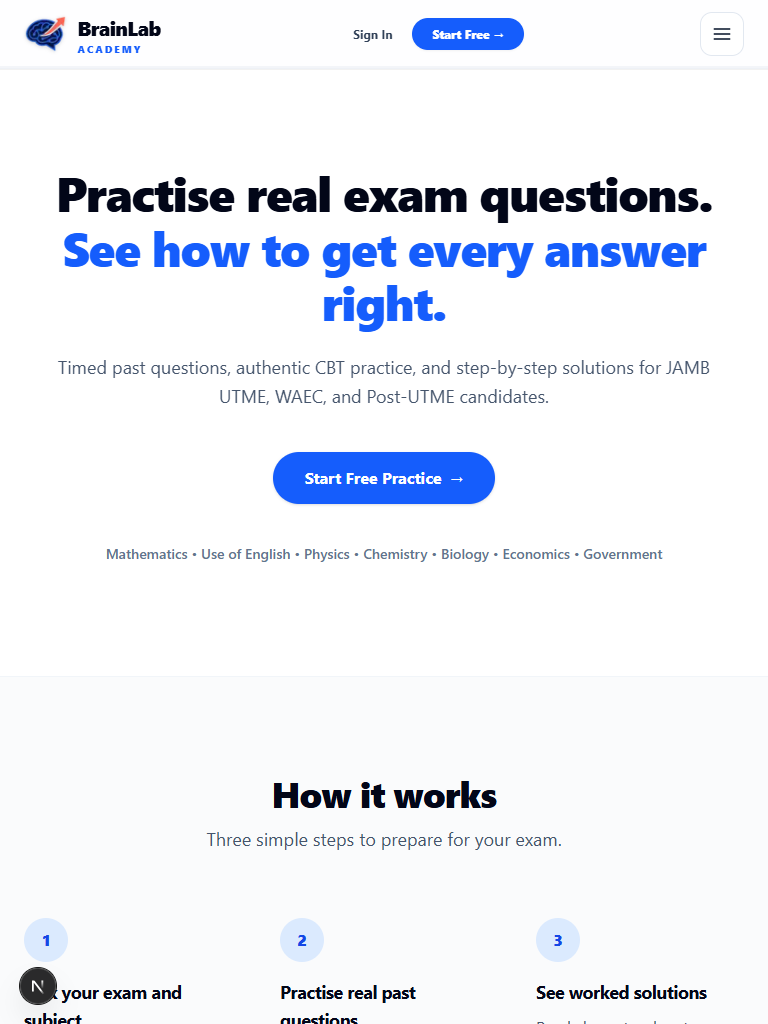 BrainLab
ACADEMY
Sign In
Start Free →
Practise real exam questions.
See how to get every answer
right.
Timed past questions, authentic CBT practice, and step-by-step solutions for JAMB
UTME, WAEC, and Post-UTME candidates.
Start Free Practice →
Mathematics • Use of English • Physics • Chemistry • Biology • Economics • Government
How it works
Three simple steps to prepare for your exam.
1
your exam and
subject
2
Practise real past
questions
3
See worked solutions
N